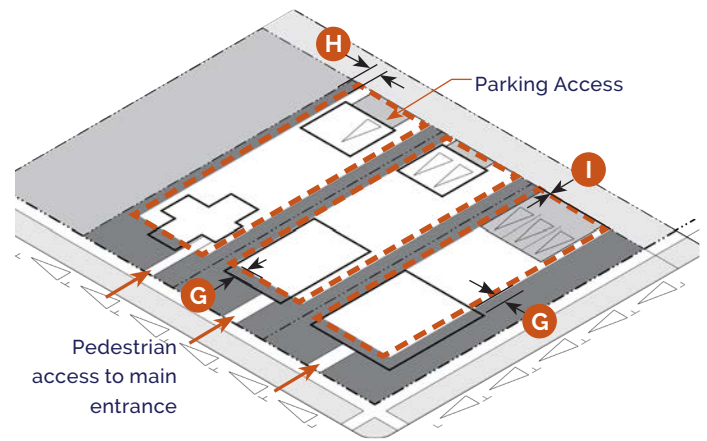 H
Parking Access
I
G
G
Pedestrian
access to main
entrance